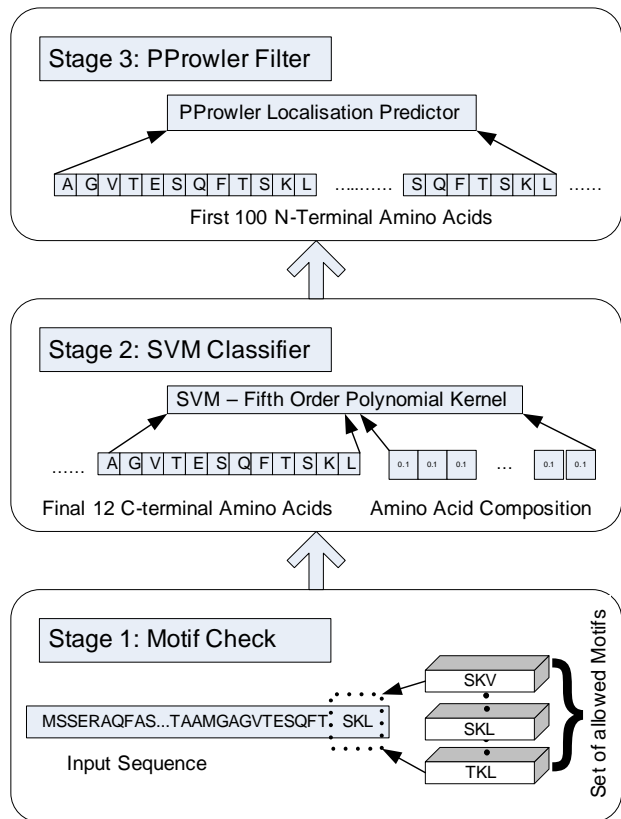 Stage 3: PProwler Filter
PProwler Localisation Predictor
A G V T E S Q F T S K L ……… S Q F T S K L ……
First 100 N-Terminal Amino Acids
Stage 2: SVM Classifier
SVM – Fifth Order Polynomial Kernel
…… A G V T E S Q F T S K L 0.1 0.1 0.1 … 0.1 0.1
Final 12 C-terminal Amino Acids Amino Acid Composition
Stage 1: Motif Check
SKV
MSSERAQFAS...TAAMGAGVTESQFT SKL
SKL
TKL
Input Sequence
Set of allowed Motifs